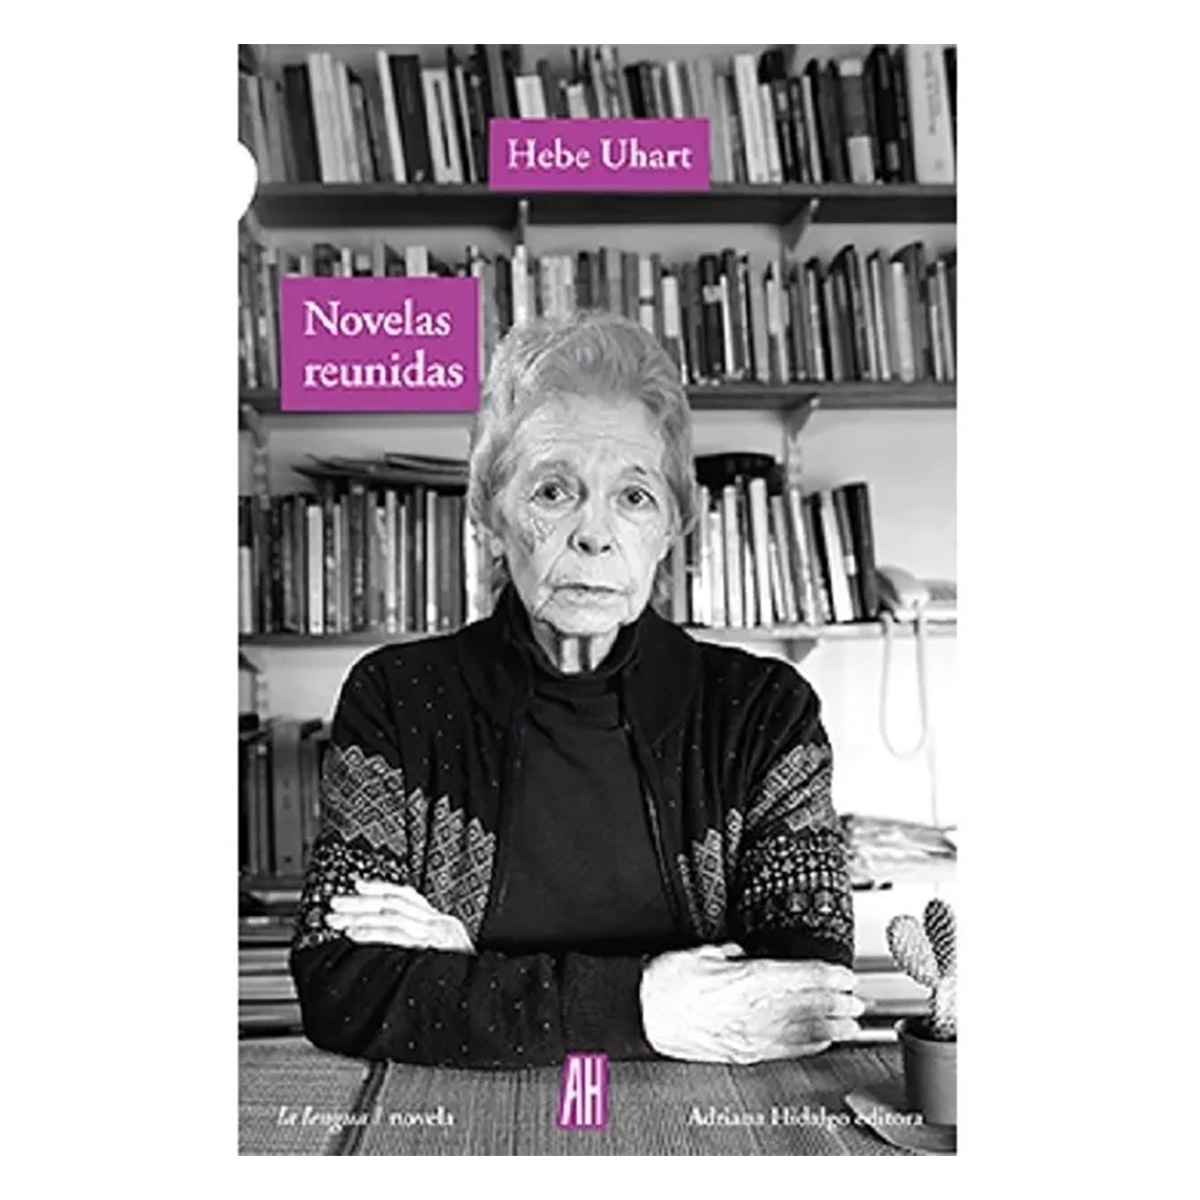 Hebe Uhart
Novelas
reunidas
la lengua / novela
AH
Adriana Hidalgo editora